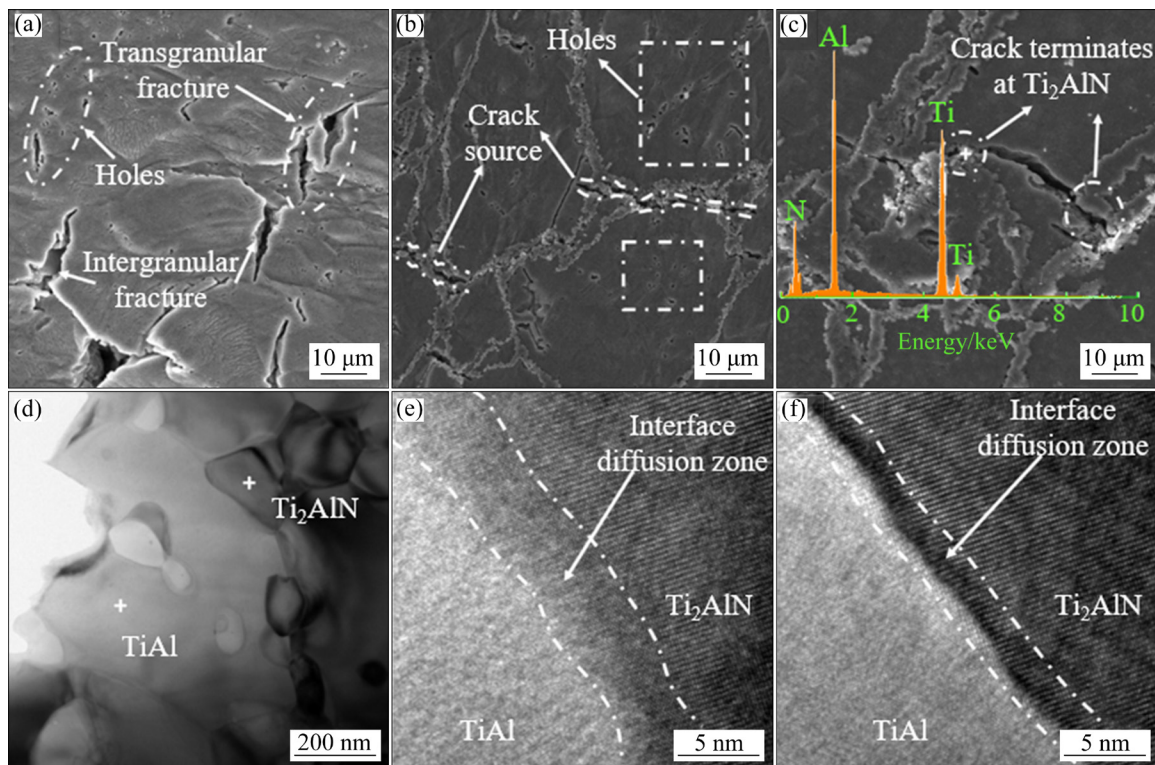 (a)
Transgranular
fracture
Holes
Intergranular
fracture
10 μm
(b)
Holes
Crack
source
10 μm
(c)
Al
Crack terminates
at Ti₂AlN
Ti
N
Ti
0 2 4 6 8 10
Energy/keV
10 μm
(d)
Ti₂AlN
TiAl
200 nm
(e)
Interface
diffusion zone
Ti₂AlN
TiAl
5 nm
(f)
Interface
diffusion zone
Ti₂AlN
TiAl
5 nm